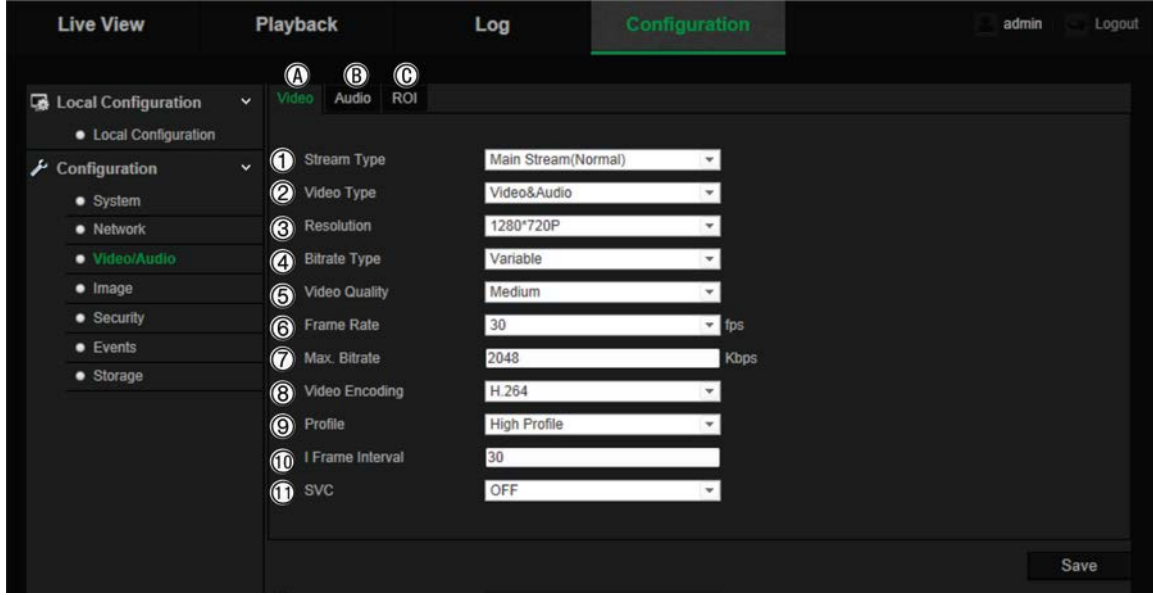 Live View Playback Log Configuration admin Logout
Ⓐ Ⓑ Ⓒ
Video Audio ROI
Local Configuration
Local Configuration
Configuration
System
Network
Video/Audio
Image
Security
Events
Storage
① Stream Type Main Stream(Normal)
② Video Type Video&Audio
③ Resolution 1280*720P
④ Bitrate Type Variable
⑤ Video Quality Medium
⑥ Frame Rate 30 fps
⑦ Max. Bitrate 2048 Kbps
⑧ Video Encoding H.264
⑨ Profile High Profile
⑩ I Frame Interval 30
⑪ SVC OFF
Save